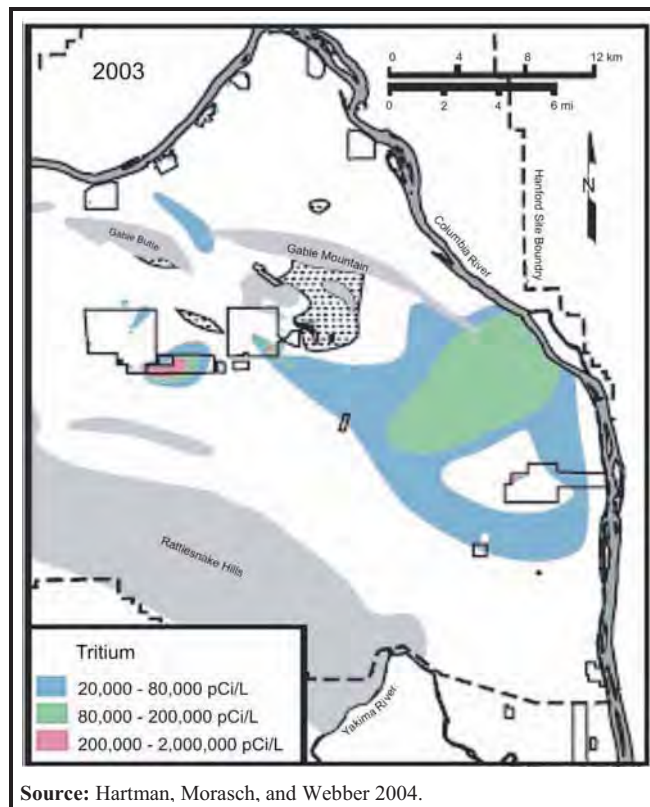 2003
0 4 8 12 km
0 2 4 6 mi
N
Hanford Site Boundry
Columbia River
Gable Butte
Gable Mountain
Rattlesnake Hills
Yakima River
Tritium
20,000 - 80,000 pCi/L
80,000 - 200,000 pCi/L
200,000 - 2,000,000 pCi/L
Source: Hartman, Morasch, and Webber 2004.